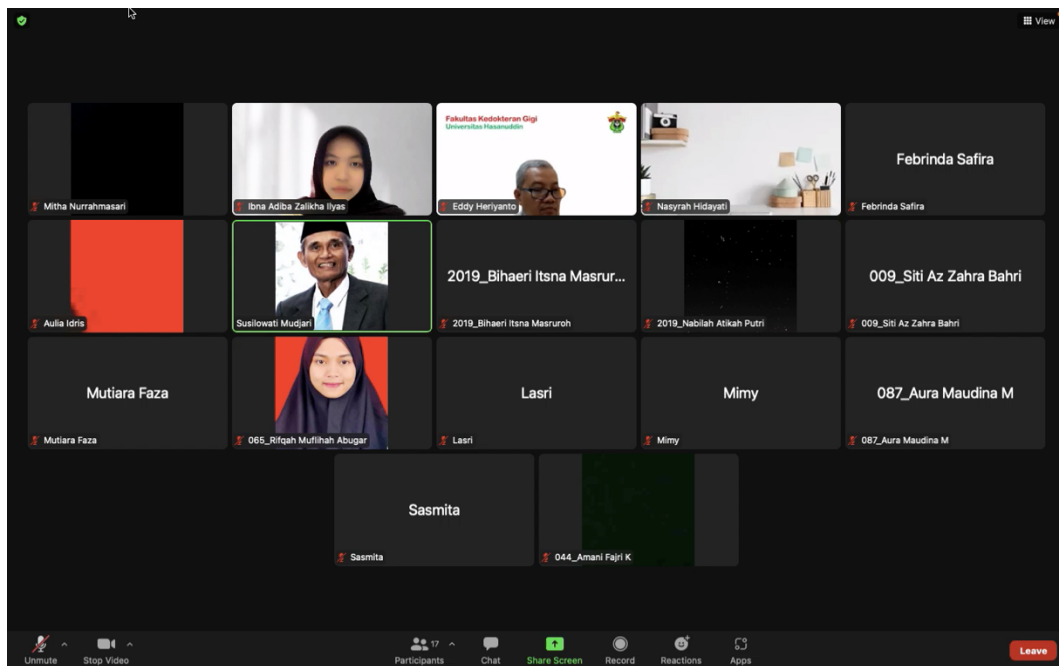 View
Mitha Nurrahmasari
Ibna Adiba Zalikha Ilyas
Fakultas Kedokteran Gigi
Universitas Hasanuddin
Eddy Heriyanto
Nasyrah Hidayati
Febrinda Safira
Febrinda Safira
Aulia Idris
Susilowati Mudjari
2019_Bihaeri Itsna Masrur...
2019_Bihaeri Itsna Masruroh
2019_Nabilah Atikah Putri
009_Siti Az Zahra Bahri
009_Siti Az Zahra Bahri
Mutiara Faza
Mutiara Faza
065_Rifqah Muflihah Abugar
Lasri
Lasri
Mimy
Mimy
087_Aura Maudina M
087_Aura Maudina M
Sasmita
Sasmita
044_Amani Fajri K
Unmute
Stop Video
17
Participants
Chat
Share Screen
Record
Reactions
Apps
Leave